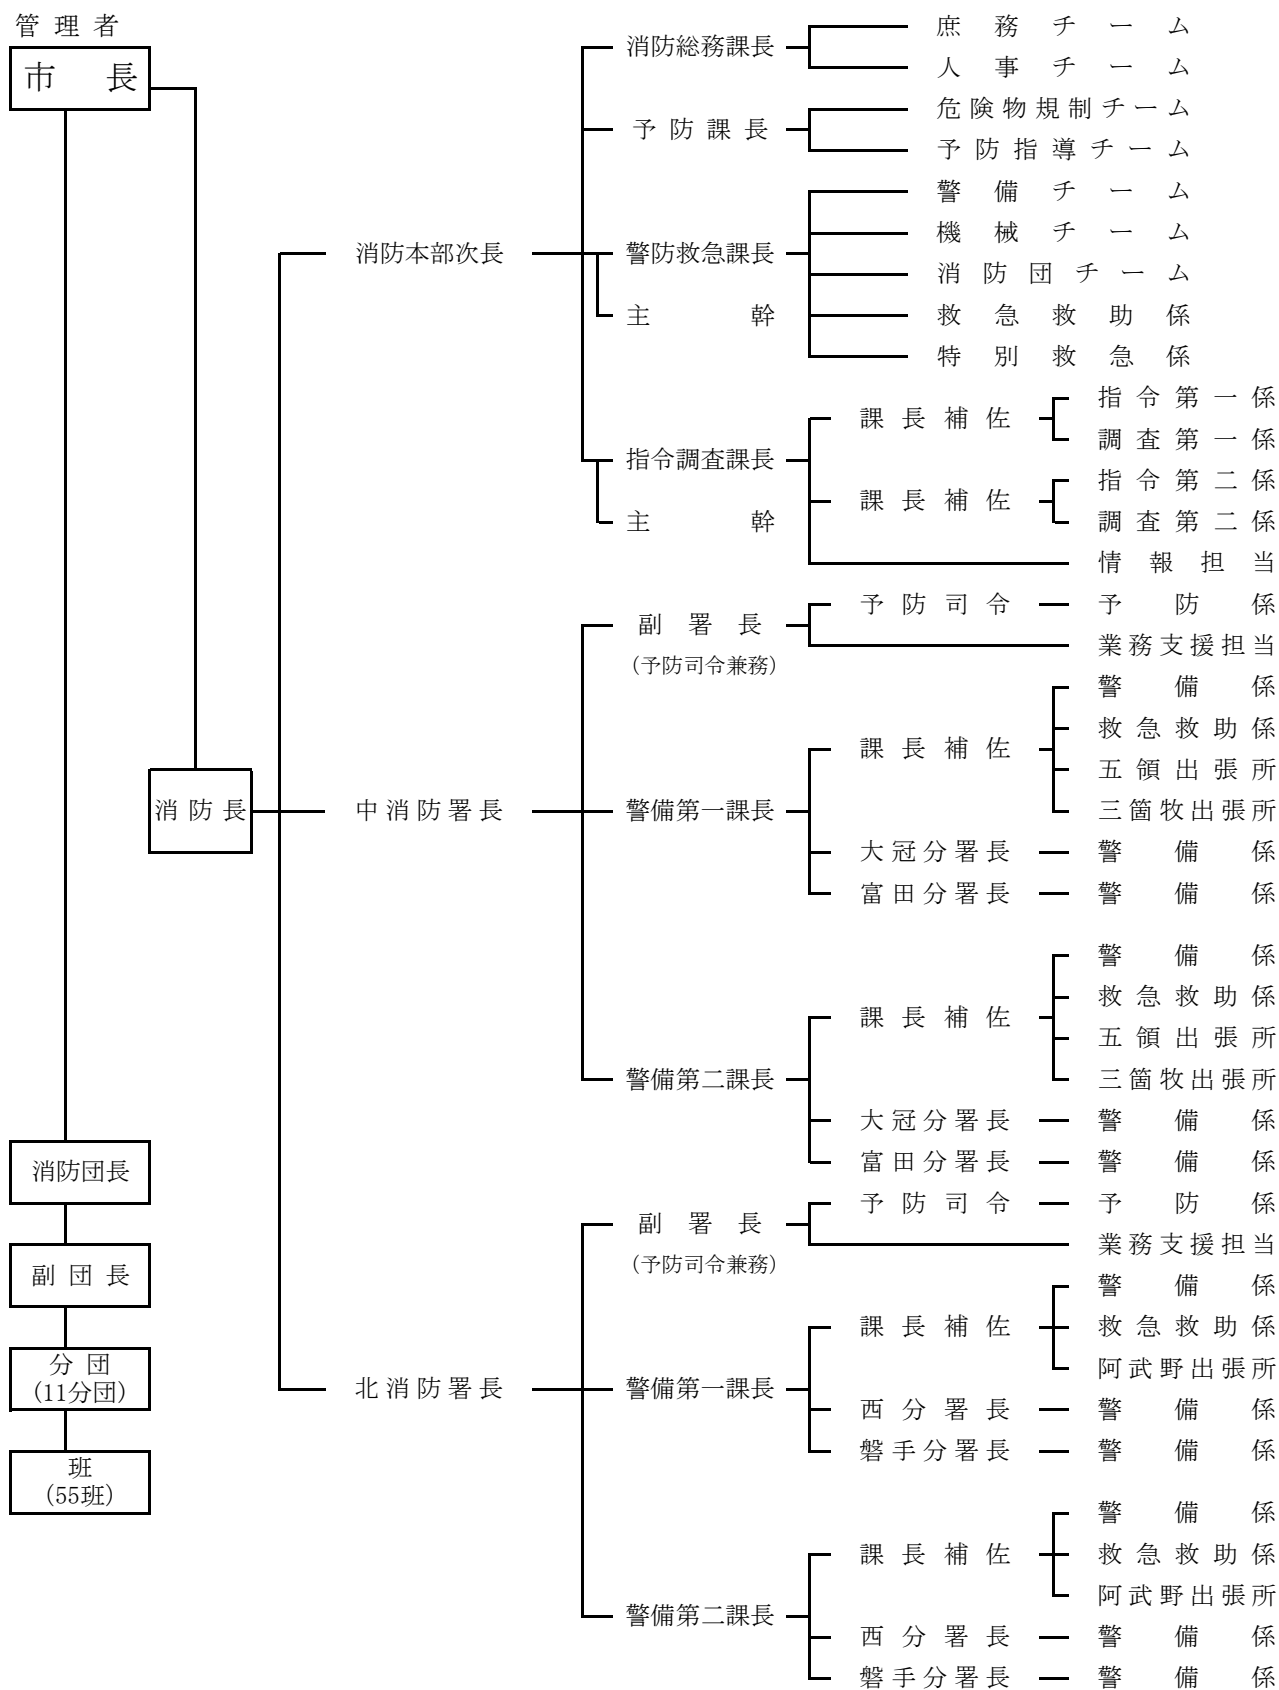 管理者
市長
消防長
消防団長
副団長
分団
(11分団)
班
(55班)
消防本部次長
消防総務課長
庶務チーム
人事チーム
予防課長
危険物規制チーム
予防指導チーム
警防救急課長
主幹
警備チーム
機械チーム
消防団チーム
救急救助係
特別救急係
指令調査課長
主幹
課長補佐
指令第一係
調査第一係
課長補佐
指令第二係
調査第二係
情報担当
中消防署長
副署長
(予防司令兼務)
予防司令
予防係
業務支援担当
警備第一課長
課長補佐
警備係
救急救助係
五領出張所
三箇牧出張所
大冠分署長
警備係
富田分署長
警備係
警備第二課長
課長補佐
警備係
救急救助係
五領出張所
三箇牧出張所
大冠分署長
警備係
富田分署長
警備係
北消防署長
副署長
(予防司令兼務)
予防司令
予防係
業務支援担当
警備第一課長
課長補佐
警備係
救急救助係
阿武野出張所
西分署長
警備係
磐手分署長
警備係
警備第二課長
課長補佐
警備係
救急救助係
阿武野出張所
西分署長
警備係
磐手分署長
警備係